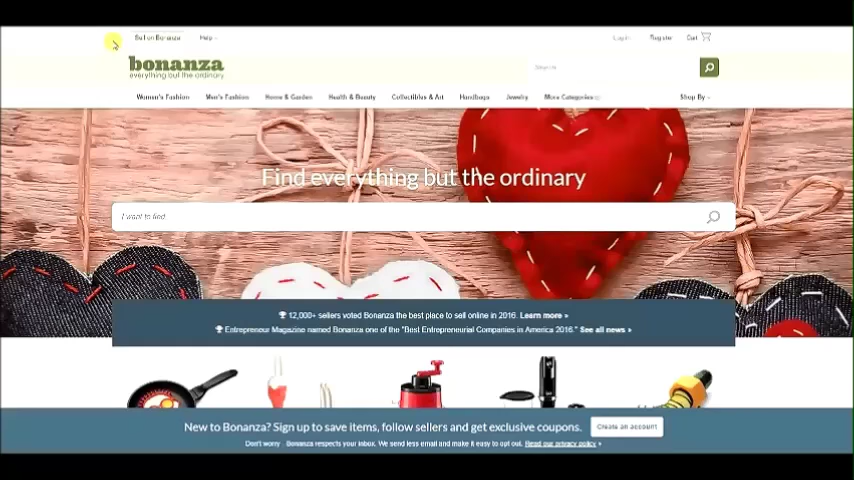 Sell on Bonanza Help
Log in Register Cart
bonanza
everything but the ordinary
Search
Women's Fashion Men's Fashion Home & Garden Health & Beauty Collectibles & Art Handbags Jewelry More Categories Shop By
Find everything but the ordinary
I want to find
12,000+ sellers voted Bonanza the best place to sell online in 2016. Learn more »
Entrepreneur Magazine named Bonanza one of the "Best Entrepreneurial Companies in America 2016." See all news »
New to Bonanza? Sign up to save items, follow sellers and get exclusive coupons. Create an account
Don't worry - Bonanza respects your inbox. We send less email and make it easy to opt out. Read our privacy policy »